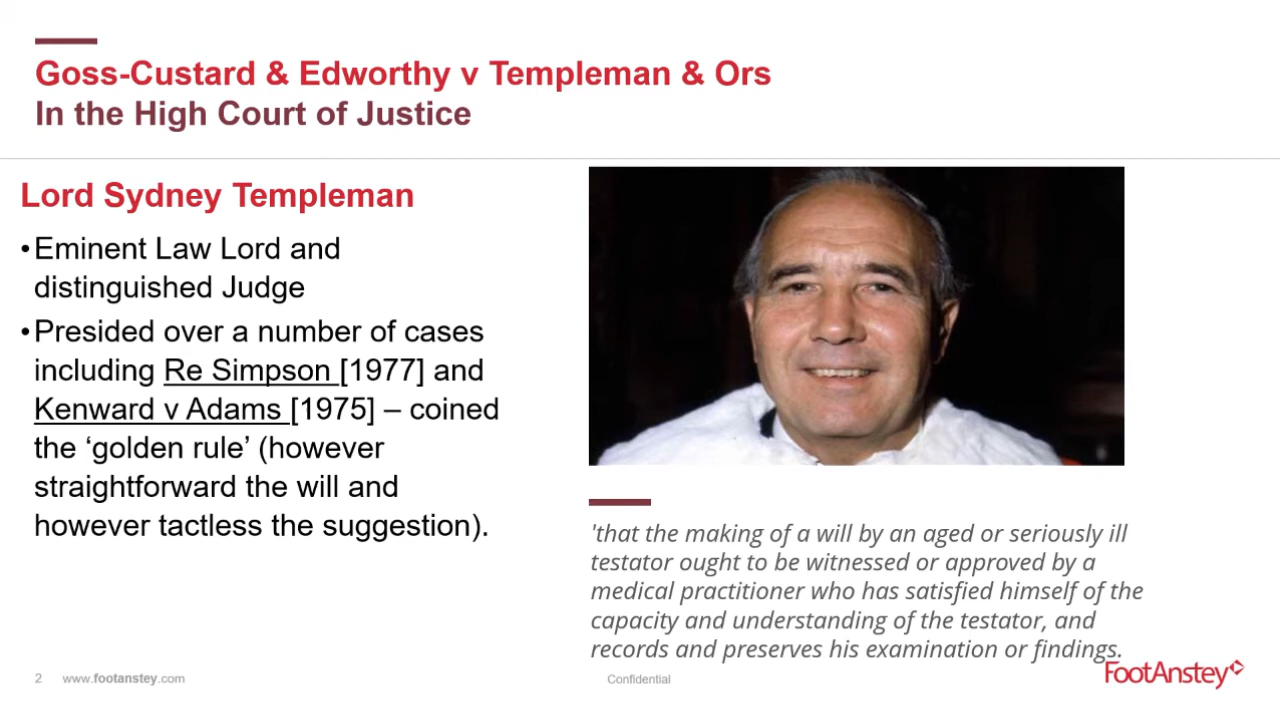 Goss-Custard & Edworthy v Templeman & Ors
In the High Court of Justice
Lord Sydney Templeman
•Eminent Law Lord and
distinguished Judge
•Presided over a number of cases
including Re Simpson [1977] and
Kenward v Adams [1975] – coined
the ‘golden rule’ (however
straightforward the will and
however tactless the suggestion).
'that the making of a will by an aged or seriously ill
testator ought to be witnessed or approved by a
medical practitioner who has satisfied himself of the
capacity and understanding of the testator, and
records and preserves his examination or findings.
2 www.footanstey.com
Confidential
FootAnstey